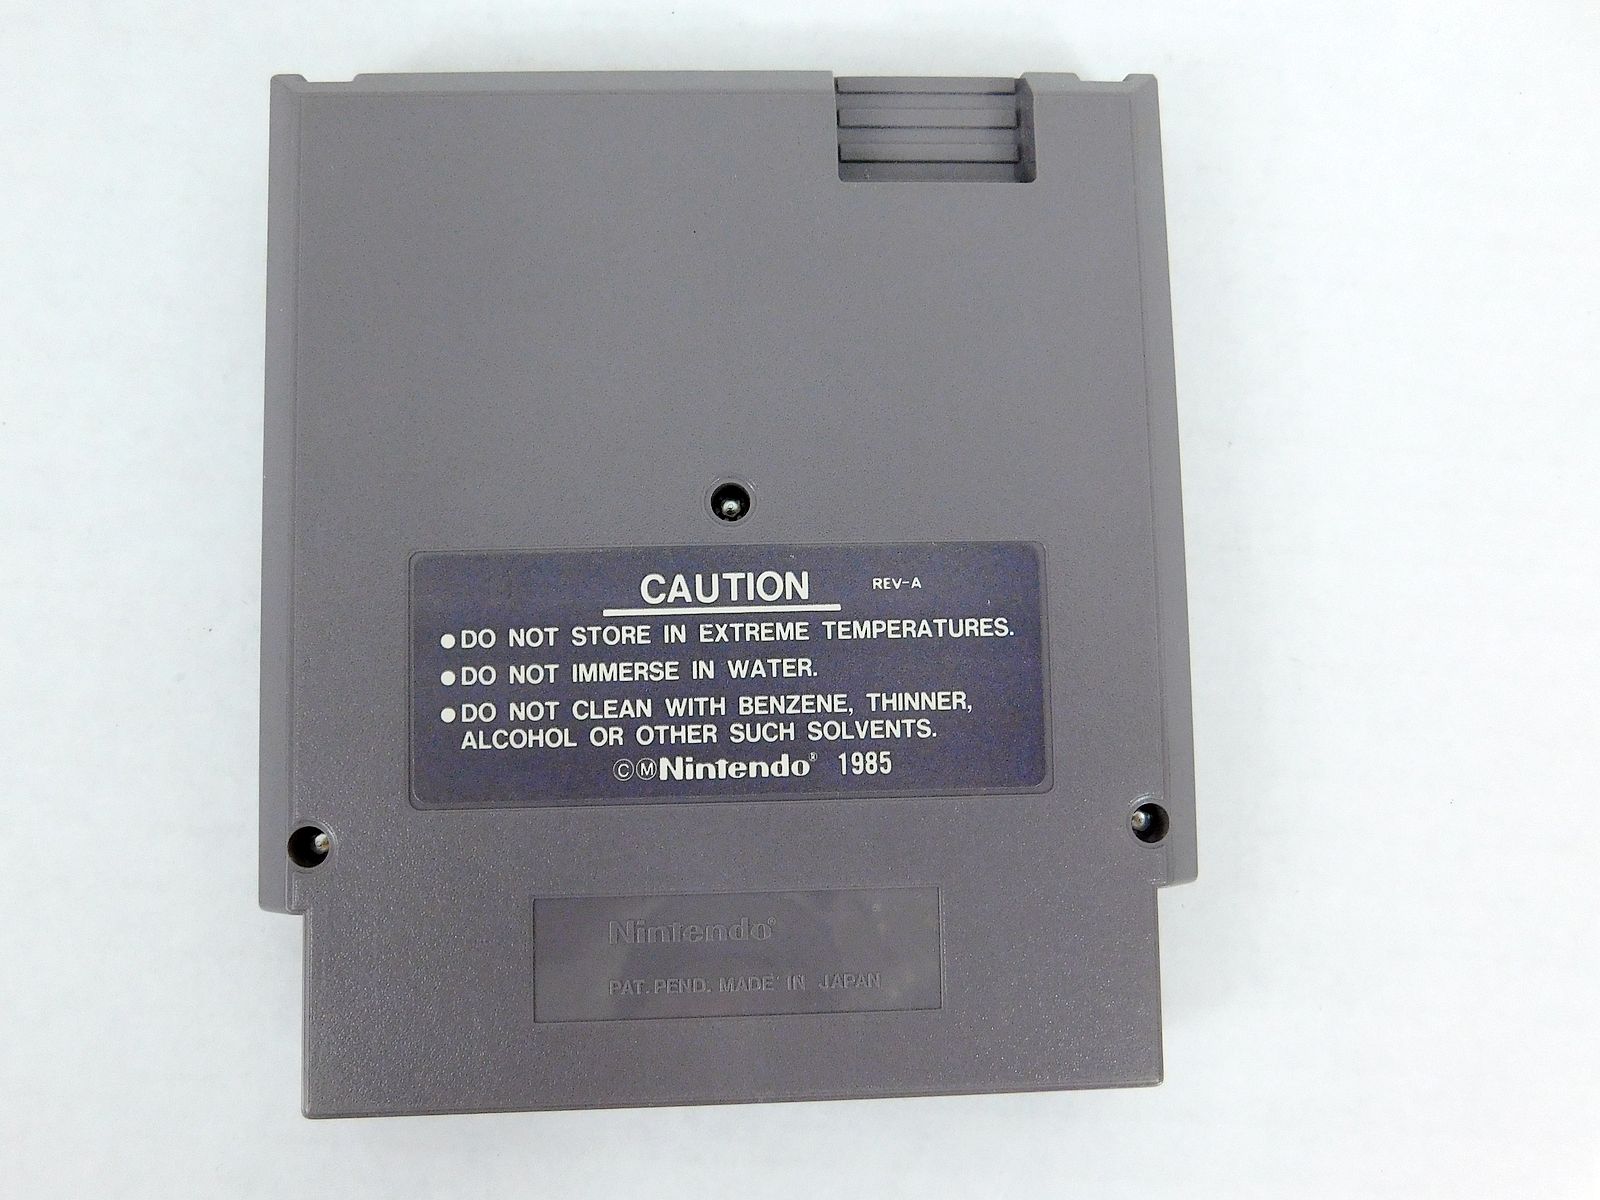 CAUTION REV-A
●DO NOT STORE IN EXTREME TEMPERATURES.
●DO NOT IMMERSE IN WATER.
●DO NOT CLEAN WITH BENZENE, THINNER,
ALCOHOL OR OTHER SUCH SOLVENTS.
ⒸⓂNintendo® 1985
Nintendo®
PAT. PEND. MADE IN JAPAN